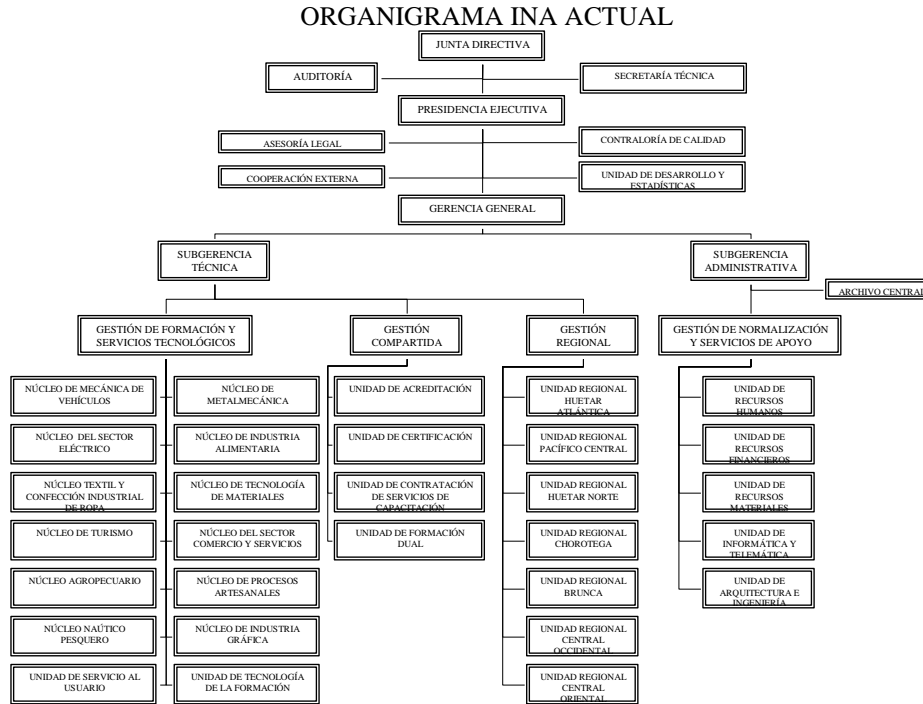 ORGANIGRAMA INA ACTUAL
JUNTA DIRECTIVA
AUDITORÍA
SECRETARÍA TÉCNICA
PRESIDENCIA EJECUTIVA
ASESORÍA LEGAL
CONTRALORÍA DE CALIDAD
COOPERACIÓN EXTERNA
UNIDAD DE DESARROLLO Y
ESTADÍSTICAS
GERENCIA GENERAL
SUBGERENCIA
TÉCNICA
SUBGERENCIA
ADMINISTRATIVA
ARCHIVO CENTRAL
GESTIÓN DE FORMACIÓN Y
SERVICIOS TECNOLÓGICOS
GESTIÓN
COMPARTIDA
GESTIÓN
REGIONAL
GESTIÓN DE NORMALIZACIÓN
Y SERVICIOS DE APOYO
NÚCLEO DE MECÁNICA DE
VEHÍCULOS
NÚCLEO DEL SECTOR
ELÉCTRICO
NÚCLEO TEXTIL Y
CONFECCIÓN INDUSTRIAL
DE ROPA
NÚCLEO DE TURISMO
NÚCLEO AGROPECUARIO
NÚCLEO NAÚTICO
PESQUERO
UNIDAD DE SERVICIO AL
USUARIO
NÚCLEO DE
METALMECÁNICA
NÚCLEO DE INDUSTRIA
ALIMENTARIA
NÚCLEO DE TECNOLOGÍA
DE MATERIALES
NÚCLEO DEL SECTOR
COMERCIO Y SERVICIOS
NÚCLEO DE PROCESOS
ARTESANALES
NÚCLEO DE INDUSTRIA
GRÁFICA
UNIDAD DE TECNOLOGÍA
DE LA FORMACIÓN
UNIDAD DE ACREDITACIÓN
UNIDAD DE CERTIFICACIÓN
UNIDAD DE CONTRATACIÓN
DE SERVICIOS DE
CAPACITACIÓN
UNIDAD DE FORMACIÓN
DUAL
UNIDAD REGIONAL
HUETAR
ATLÁNTICA
UNIDAD REGIONAL
PACÍFICO CENTRAL
UNIDAD REGIONAL
HUETAR NORTE
UNIDAD REGIONAL
CHOROTEGA
UNIDAD REGIONAL
BRUNCA
UNIDAD REGIONAL
CENTRAL
OCCIDENTAL
UNIDAD REGIONAL
CENTRAL
ORIENTAL
UNIDAD DE
RECURSOS
HUMANOS
UNIDAD DE
RECURSOS
FINANCIEROS
UNIDAD DE
RECURSOS
MATERIALES
UNIDAD DE
INFORMÁTICA Y
TELEMÁTICA
UNIDAD DE
ARQUITECTURA E
INGENIERÍA